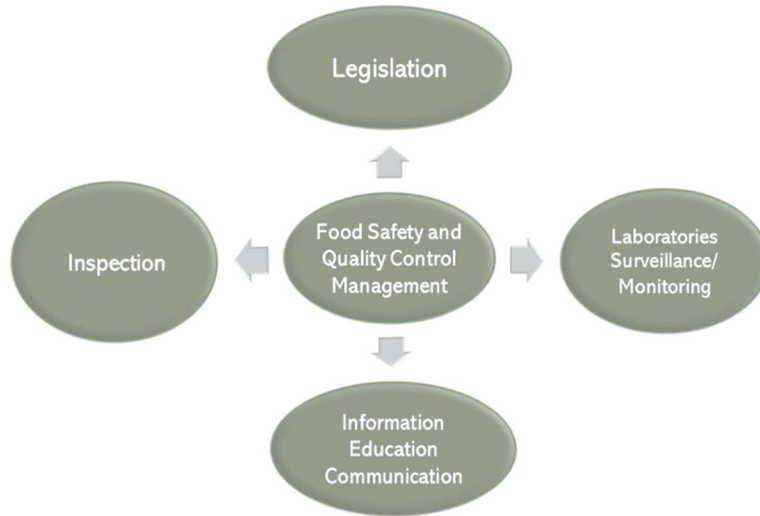 Legislation
Inspection
Food Safety and
Quality Control
Management
Laboratories
Surveillance/
Monitoring
Information
Education
Communication